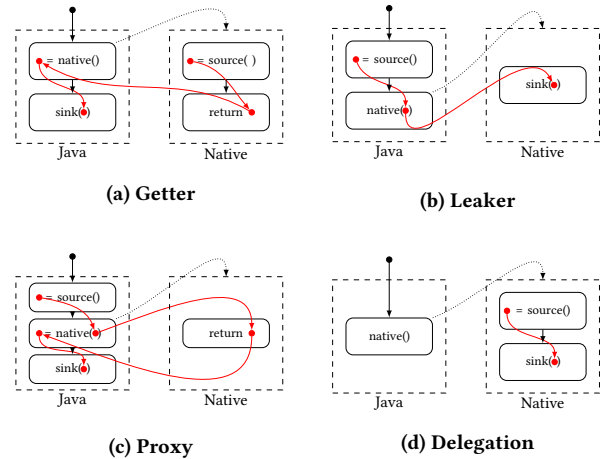 = native()
sink( )
Java
= source( )
return
Native
(a) Getter
= source()
native( )
Java
sink( )
Native
(b) Leaker
= source()
= native( )
sink( )
Java
return
Native
(c) Proxy
native()
Java
= source()
sink( )
Native
(d) Delegation